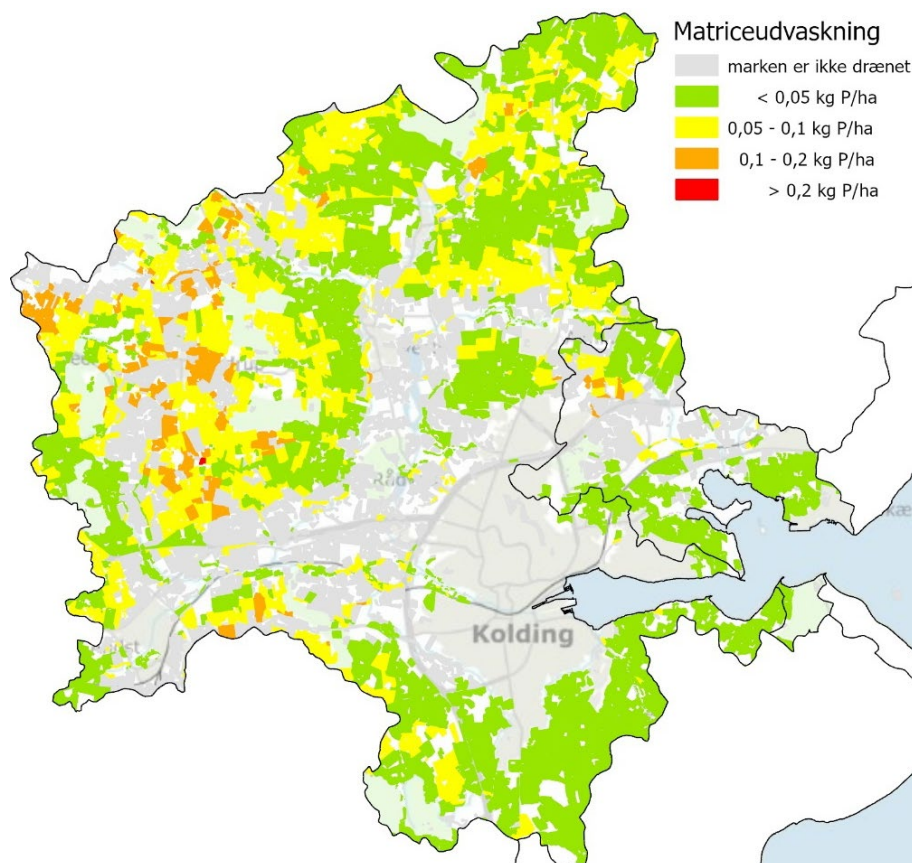 Matriceudvaskning
marken er ikke drænet
< 0,05 kg P/ha
0,05 - 0,1 kg P/ha
0,1 - 0,2 kg P/ha
> 0,2 kg P/ha
Kolding